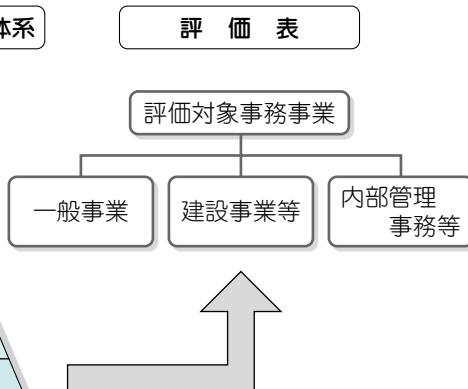 体系
評価表
評価対象事務事業
一般事業
建設事業等
内部管理
事務等